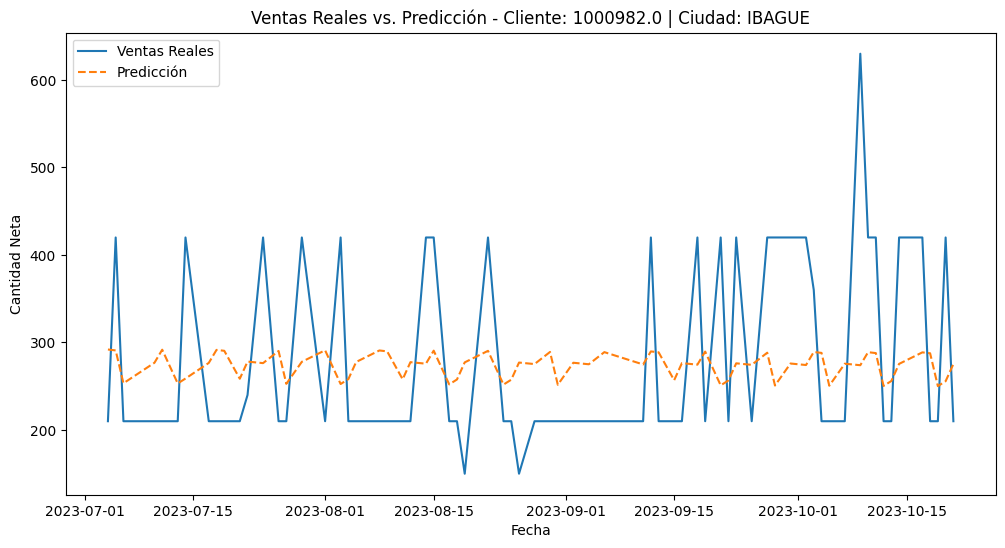 Ventas Reales vs. Predicción - Cliente: 1000982.0 | Ciudad: IBAGUE
Ventas Reales
Predicción
600
500
400
300
200
Cantidad Neta
2023-07-01
2023-07-15
2023-08-01
2023-08-15
2023-09-01
2023-09-15
2023-10-01
2023-10-15
Fecha